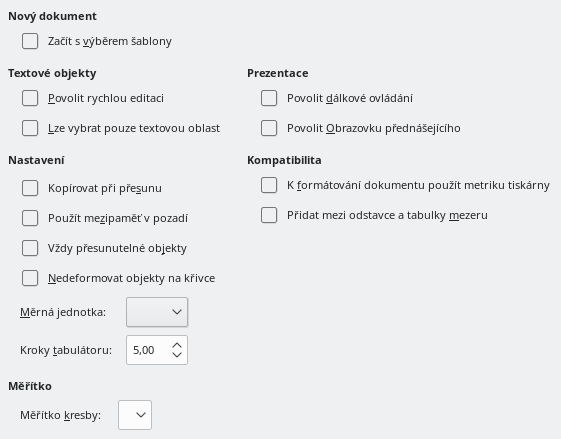 Nový dokument
Začít s výběrem šablony
Textové objekty
Povolit rychlou editaci
Lze vybrat pouze textovou oblast
Prezentace
Povolit dálkové ovládání
Povolit Obrazovku přednášejícího
Nastavení
Kopírovat při přesunu
Použít mezipaměť v pozadí
Vždy přesunutelné objekty
Nedeformovat objekty na křivce
Kompatibilita
K formátování dokumentu použít metriku tiskárny
Přidat mezi odstavce a tabulky mezeru
Měrná jednotka:
Kroky tabulátoru: 5,00
Měřítko
Měřítko kresby: